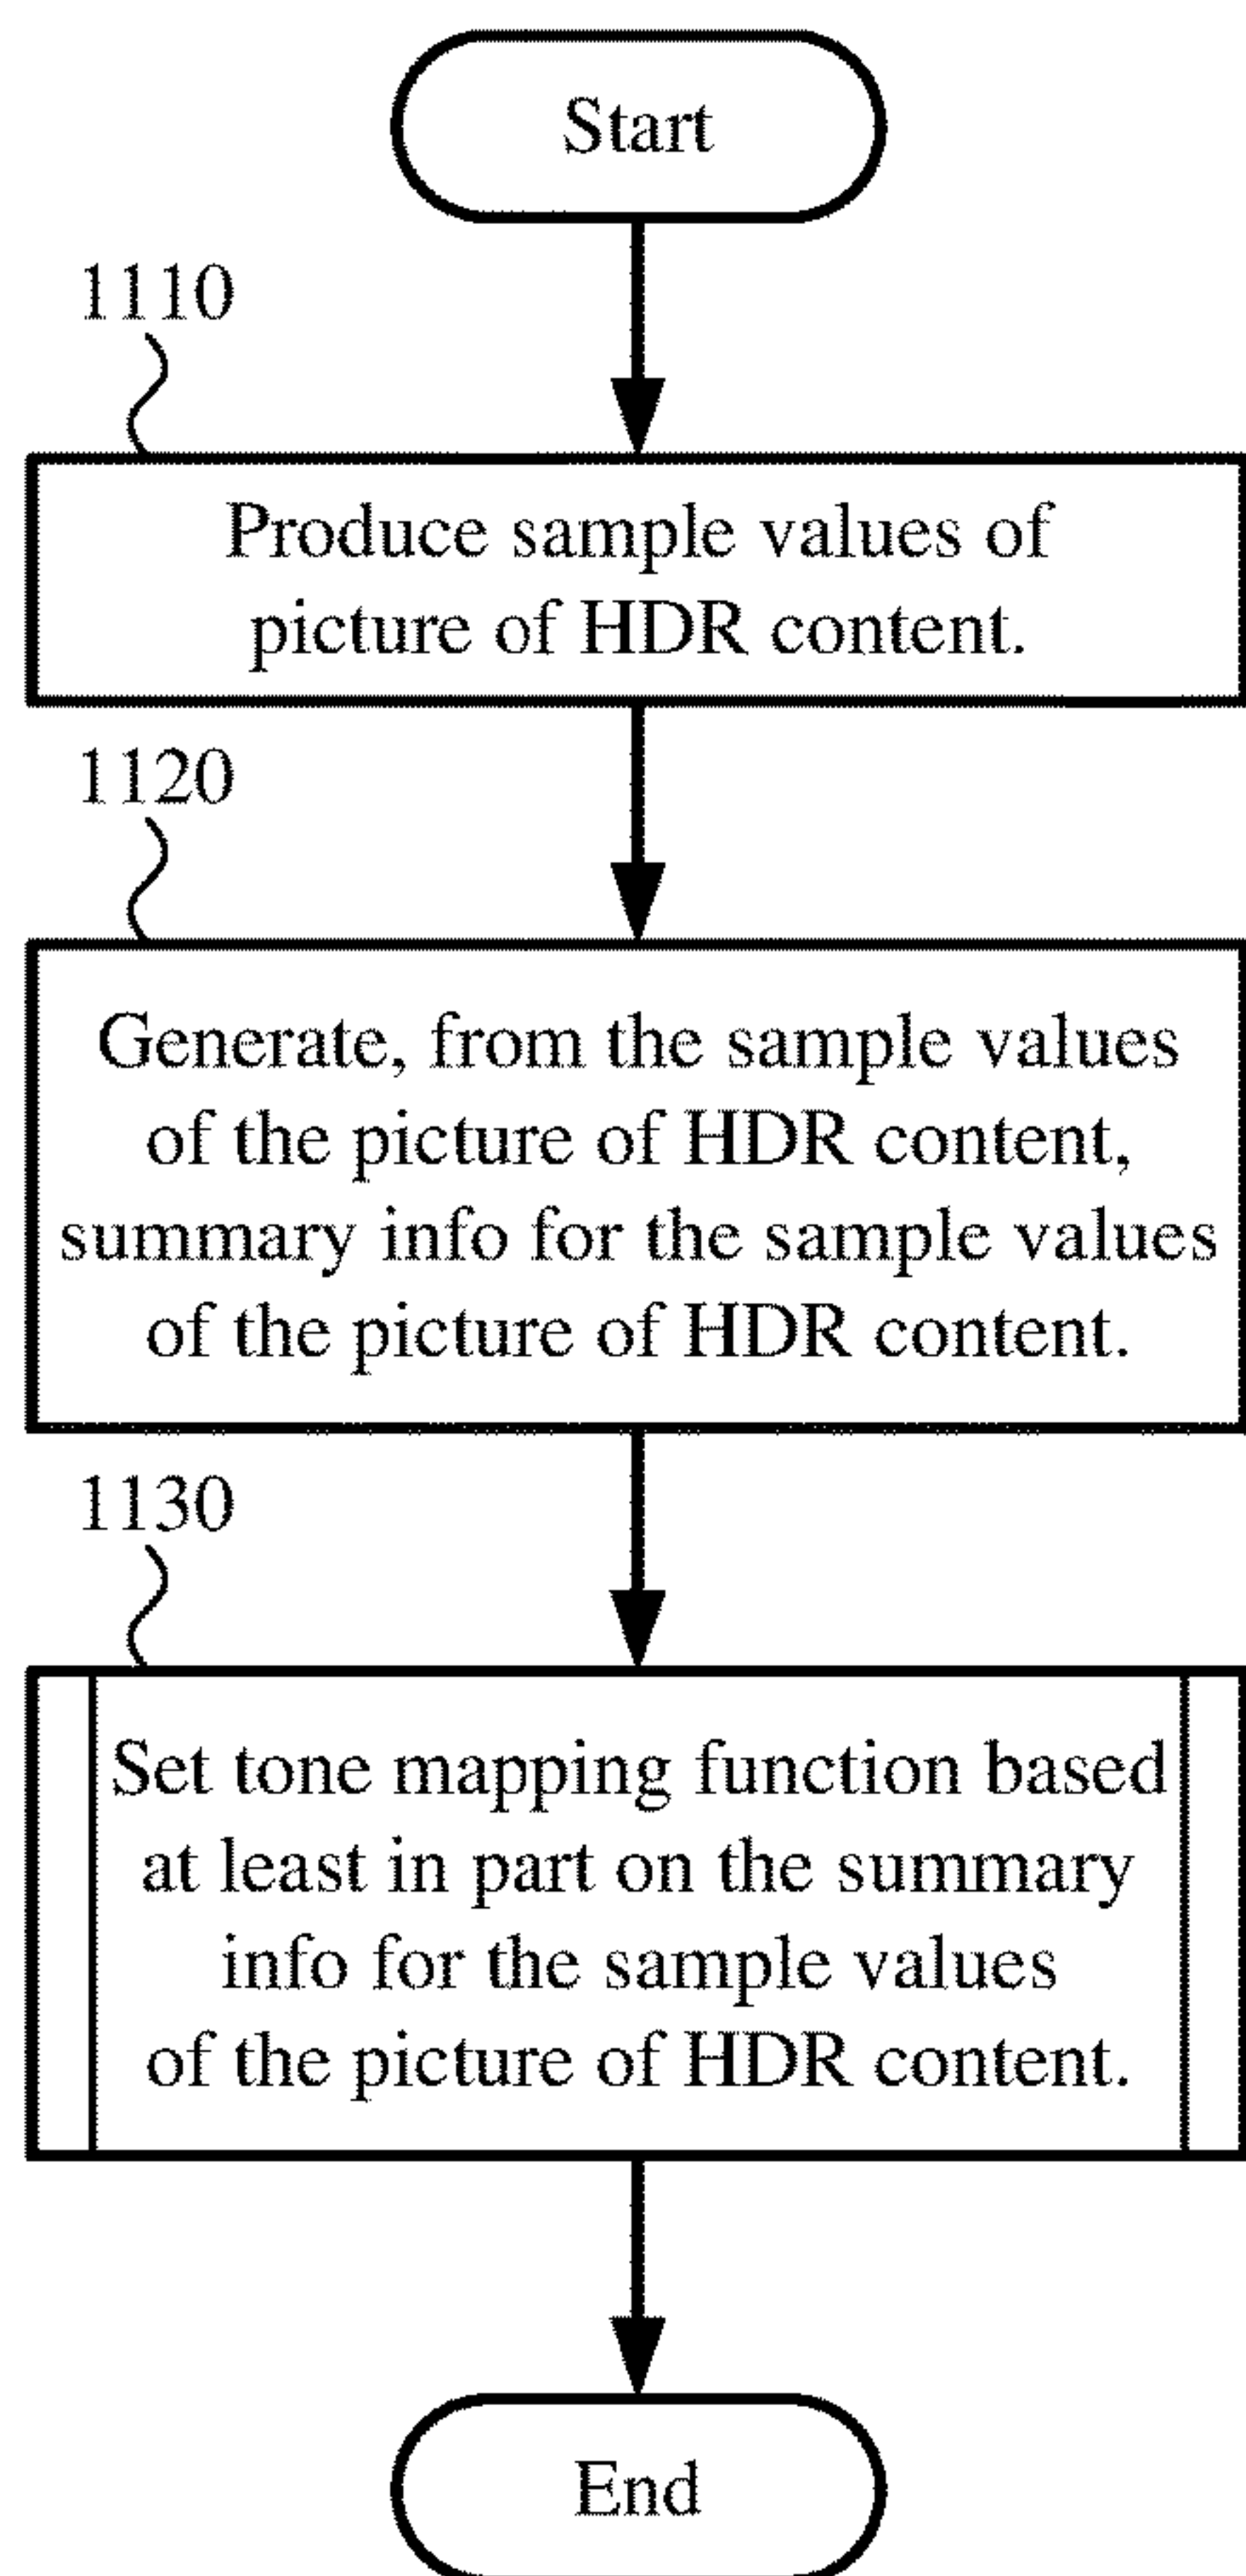 Start
1110
Produce sample values of
picture of HDR content.
1120
Generate, from the sample values
of the picture of HDR content,
summary info for the sample values
of the picture of HDR content.
1130
Set tone mapping function based
at least in part on the summary
info for the sample values
of the picture of HDR content.
End